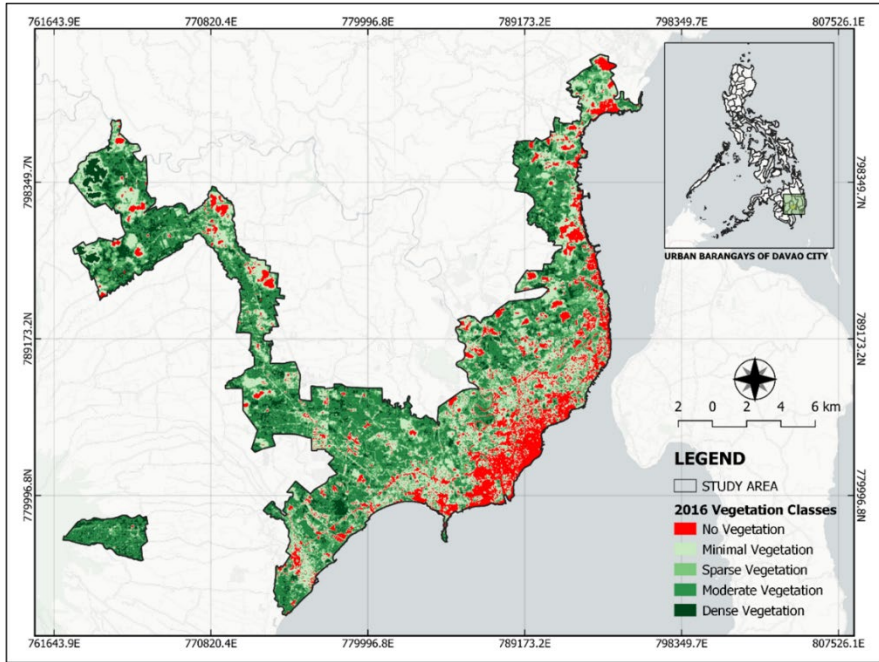 761643.9E 770820.4E 779996.8E 789173.2E 798349.7E 807526.1E
798349.7N 798349.7N
URBAN BARANGAYS OF DAVAO CITY
789173.2N 789173.2N
2 0 2 4 6 km
LEGEND
STUDY AREA
2016 Vegetation Classes
No Vegetation
Minimal Vegetation
Sparse Vegetation
Moderate Vegetation
Dense Vegetation
779996.8N 779996.8N
761643.9E 770820.4E 779996.8E 789173.2E 798349.7E 807526.1E